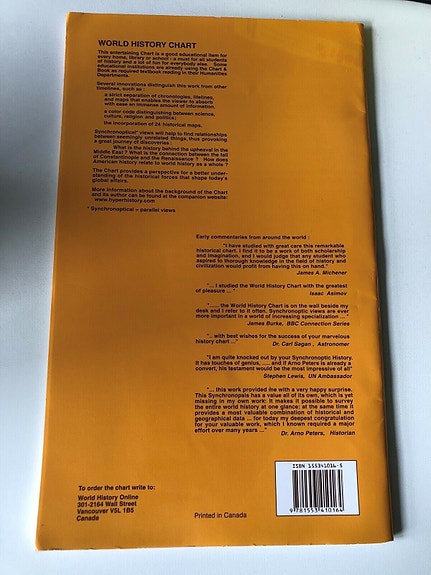 WORLD HISTORY CHART
This entertaining Chart is a good educational item for
every home, library or school - a must for all students
of history and a lot of fun for everybody else. Some
educational institutions are already using the Chart &
Book as required textbook reading in their Humanities
Departments.
Several innovations distinguish this work from other
timelines, such as :
a strict separation of chronologies, lifelines,
and maps that enables the viewer to absorb
with ease an immense amount of information.
a color code distinguishing between science,
culture, religion and politics;
the incorporation of 24 historical maps.
Synchronoptical* views will help to find relationships
between seemingly unrelated things, thus provoking
a great journey of discoveries :
What is the history behind the upheaval in the
Middle East ? What is the connection between the fall
of Constantinople and the Renaissance ? How does
American history relate to world history as a whole ?
The Chart provides a perspective for a better under-
standing of the historical forces that shape today's
global affairs.
More information about the background of the Chart
and its author can be found at the companion website:
www.hyperhistory.com
* Synchronoptical = parallel views
Early commentaries from around the world :
"I have studied with great care this remarkable
historical chart. I find it to be a work of both scholarship
and imagination, and I would judge that any student who
aspired to thorough knowledge in the field of history and
civilization would profit from having this on hand."
James A. Michener
"... I studied the World History Chart with the greatest
of pleasure ... "
Isaac Asimov
"...... the World History Chart is on the wall beside my
desk and I refer to it often. Synoptic views are ever
more important in a world of increasing specialization ... "
James Burke, BBC Connection Series
".. with best wishes for the success of your marvelous
history chart ..."
Dr. Carl Sagan , Astronomer
"I am quite knocked out by your Synchronoptic History.
It has touches of genius, ..... and if Arno Peters is already a
convert, his testament would be the most impressive of all"
Stephen Lewis, UN Ambassador
"... this work provided me with a very happy surprise.
This Synchronopsis has a value all of its own, which is yet
missing in my own work: It makes it possible to survey
the entire world history at one glance: at the same time it
provides a most valuable combination of historical and
geographical data ... for today my deepest congratulation
for your valuable work, which I known required a major
effort over many years ..."
Dr. Arno Peters, Historian
ISBN 1553410164-5
9 781553 410164
To order the chart write to:
World History Online
301-2164 Wall Street
Vancouver V5L 1B5
Canada
Printed in Canada